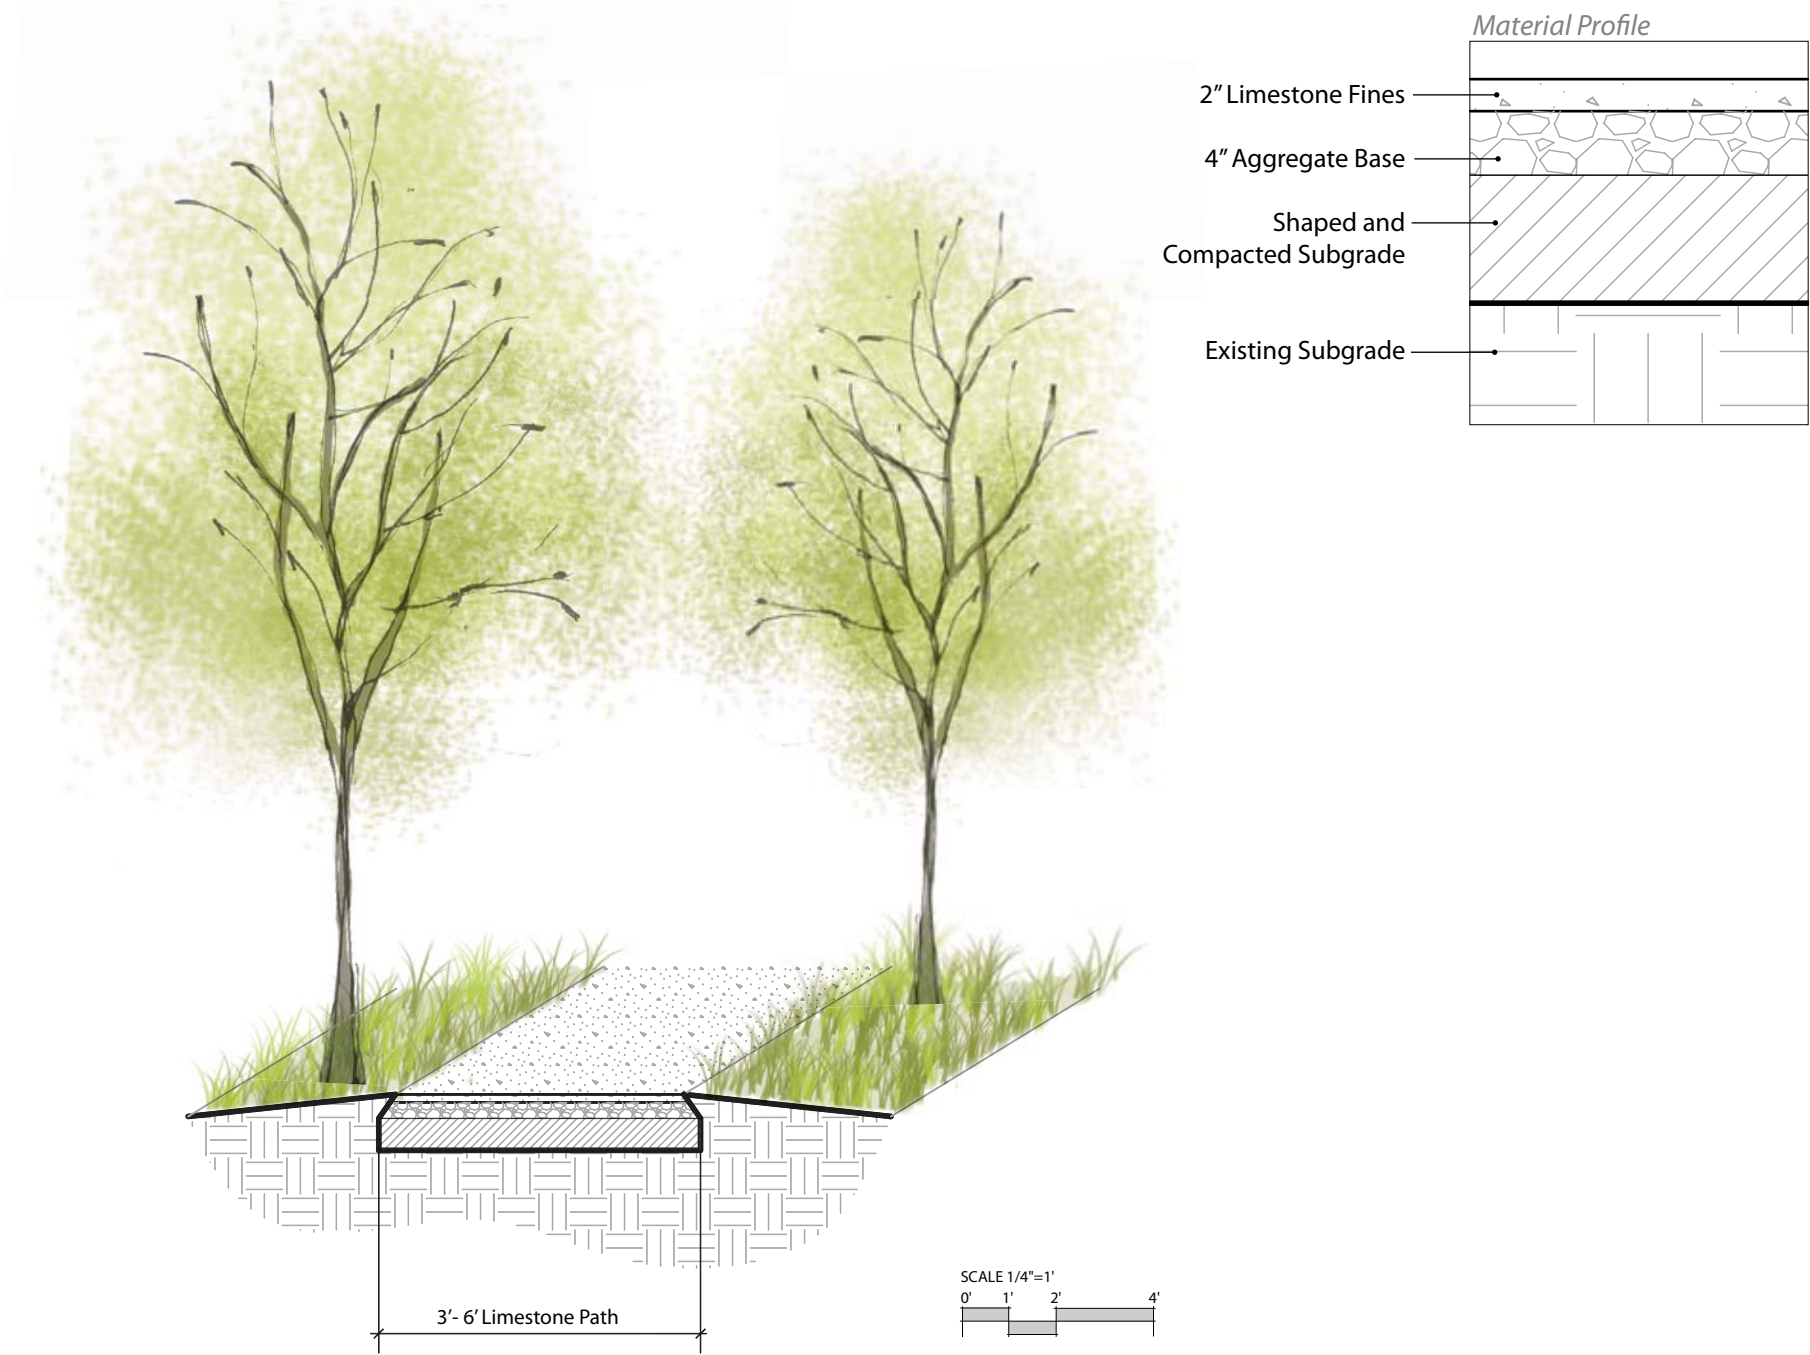 Material Profile
2” Limestone Fines
4” Aggregate Base
Shaped and
Compacted Subgrade
Existing Subgrade
SCALE 1/4"=1'
0' 1' 2' 4'
3’- 6’ Limestone Path